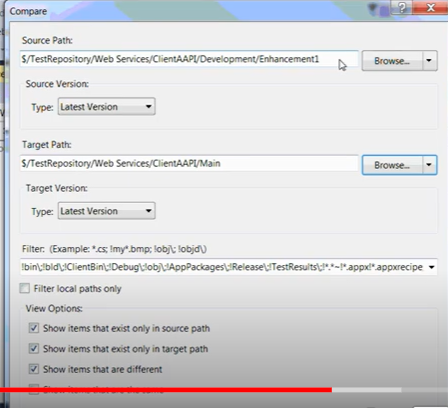 Compare
Source Path:
$/TestRepository/Web Services/ClientAAPI/Development/Enhancement1
Browse...
Source Version:
Type: Latest Version
Target Path:
$/TestRepository/Web Services/ClientAAPI/Main
Browse...
Target Version:
Type: Latest Version
Filter: (Example: *.cs; !my*.bmp; !obj\; !objd\)
!bin\;!bld\;!ClientBin\;!Debug\;!obj\;!AppPackages\;!Release\;!TestResults\;!*.*~!*.appx!*.appxrecipe
Filter local paths only
View Options:
Show items that exist only in source path
Show items that exist only in target path
Show items that are different